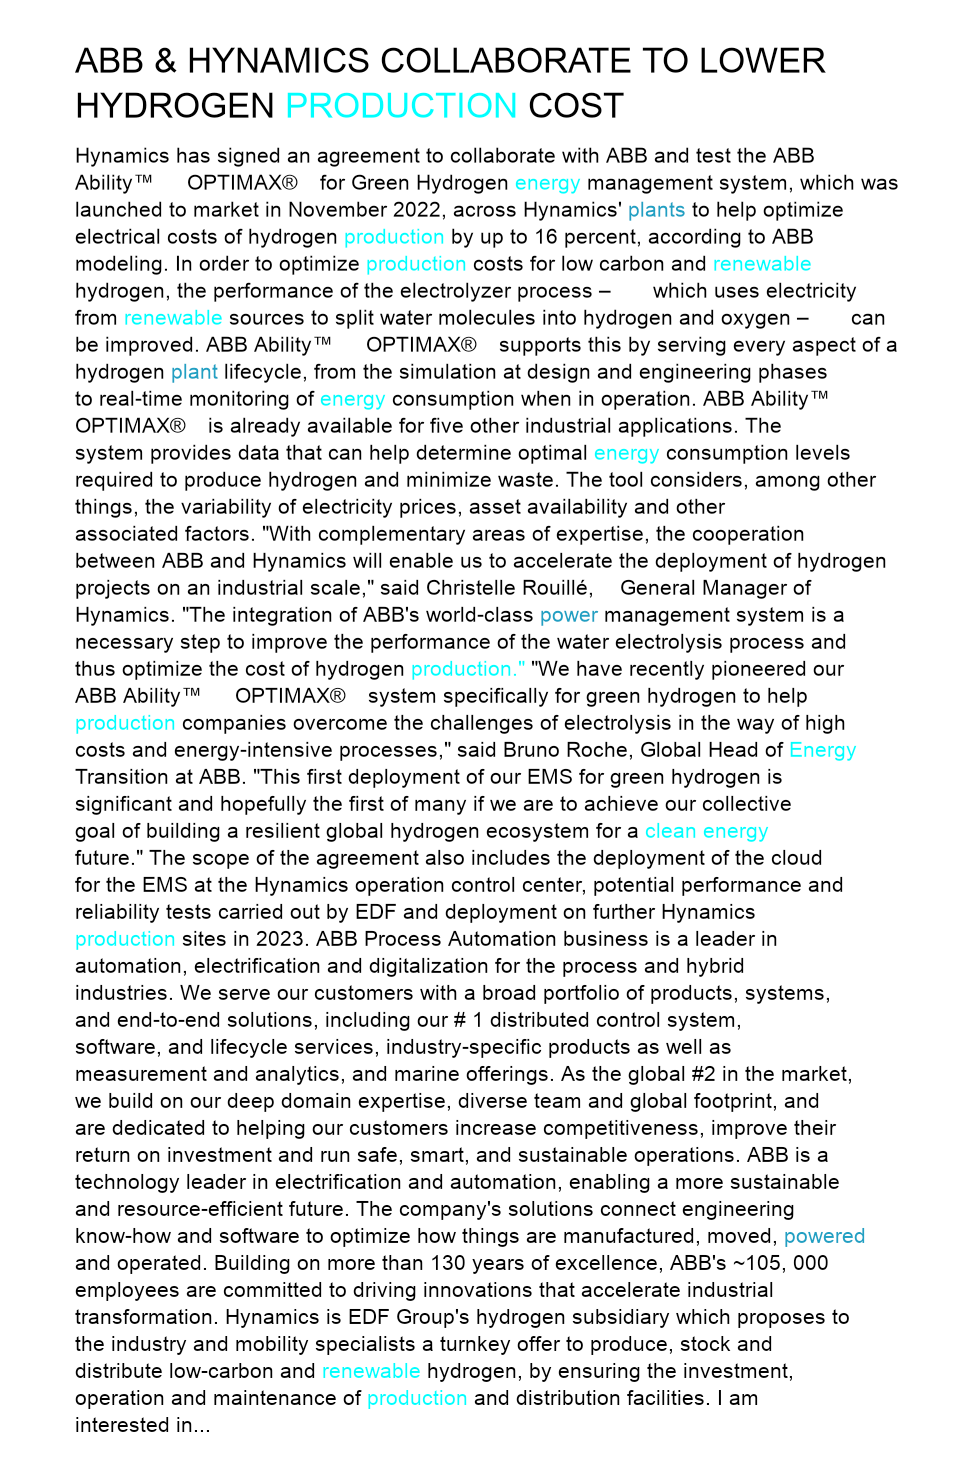 ABB & HYNAMICS COLLABORATE TO LOWER
HYDROGEN PRODUCTION COST
Hynamics has signed an agreement to collaborate with ABB and test the ABB
Ability™ OPTIMAX® for Green Hydrogen energy management system, which was
launched to market in November 2022, across Hynamics' plants to help optimize
electrical costs of hydrogen production by up to 16 percent, according to ABB
modeling. In order to optimize production costs for low carbon and renewable
hydrogen, the performance of the electrolyzer process – which uses electricity
from renewable sources to split water molecules into hydrogen and oxygen – can
be improved. ABB Ability™ OPTIMAX® supports this by serving every aspect of a
hydrogen plant lifecycle, from the simulation at design and engineering phases
to real-time monitoring of energy consumption when in operation. ABB Ability™
OPTIMAX® is already available for five other industrial applications. The
system provides data that can help determine optimal energy consumption levels
required to produce hydrogen and minimize waste. The tool considers, among other
things, the variability of electricity prices, asset availability and other
associated factors. "With complementary areas of expertise, the cooperation
between ABB and Hynamics will enable us to accelerate the deployment of hydrogen
projects on an industrial scale," said Christelle Rouillé, General Manager of
Hynamics. "The integration of ABB's world-class power management system is a
necessary step to improve the performance of the water electrolysis process and
thus optimize the cost of hydrogen production." "We have recently pioneered our
ABB Ability™ OPTIMAX® system specifically for green hydrogen to help
production companies overcome the challenges of electrolysis in the way of high
costs and energy-intensive processes," said Bruno Roche, Global Head of Energy
Transition at ABB. "This first deployment of our EMS for green hydrogen is
significant and hopefully the first of many if we are to achieve our collective
goal of building a resilient global hydrogen ecosystem for a clean energy
future." The scope of the agreement also includes the deployment of the cloud
for the EMS at the Hynamics operation control center, potential performance and
reliability tests carried out by EDF and deployment on further Hynamics
production sites in 2023. ABB Process Automation business is a leader in
automation, electrification and digitalization for the process and hybrid
industries. We serve our customers with a broad portfolio of products, systems,
and end-to-end solutions, including our # 1 distributed control system,
software, and lifecycle services, industry-specific products as well as
measurement and analytics, and marine offerings. As the global #2 in the market,
we build on our deep domain expertise, diverse team and global footprint, and
are dedicated to helping our customers increase competitiveness, improve their
return on investment and run safe, smart, and sustainable operations. ABB is a
technology leader in electrification and automation, enabling a more sustainable
and resource-efficient future. The company's solutions connect engineering
know-how and software to optimize how things are manufactured, moved, powered
and operated. Building on more than 130 years of excellence, ABB's ~105, 000
employees are committed to driving innovations that accelerate industrial
transformation. Hynamics is EDF Group's hydrogen subsidiary which proposes to
the industry and mobility specialists a turnkey offer to produce, stock and
distribute low-carbon and renewable hydrogen, by ensuring the investment,
operation and maintenance of production and distribution facilities. I am
interested in...